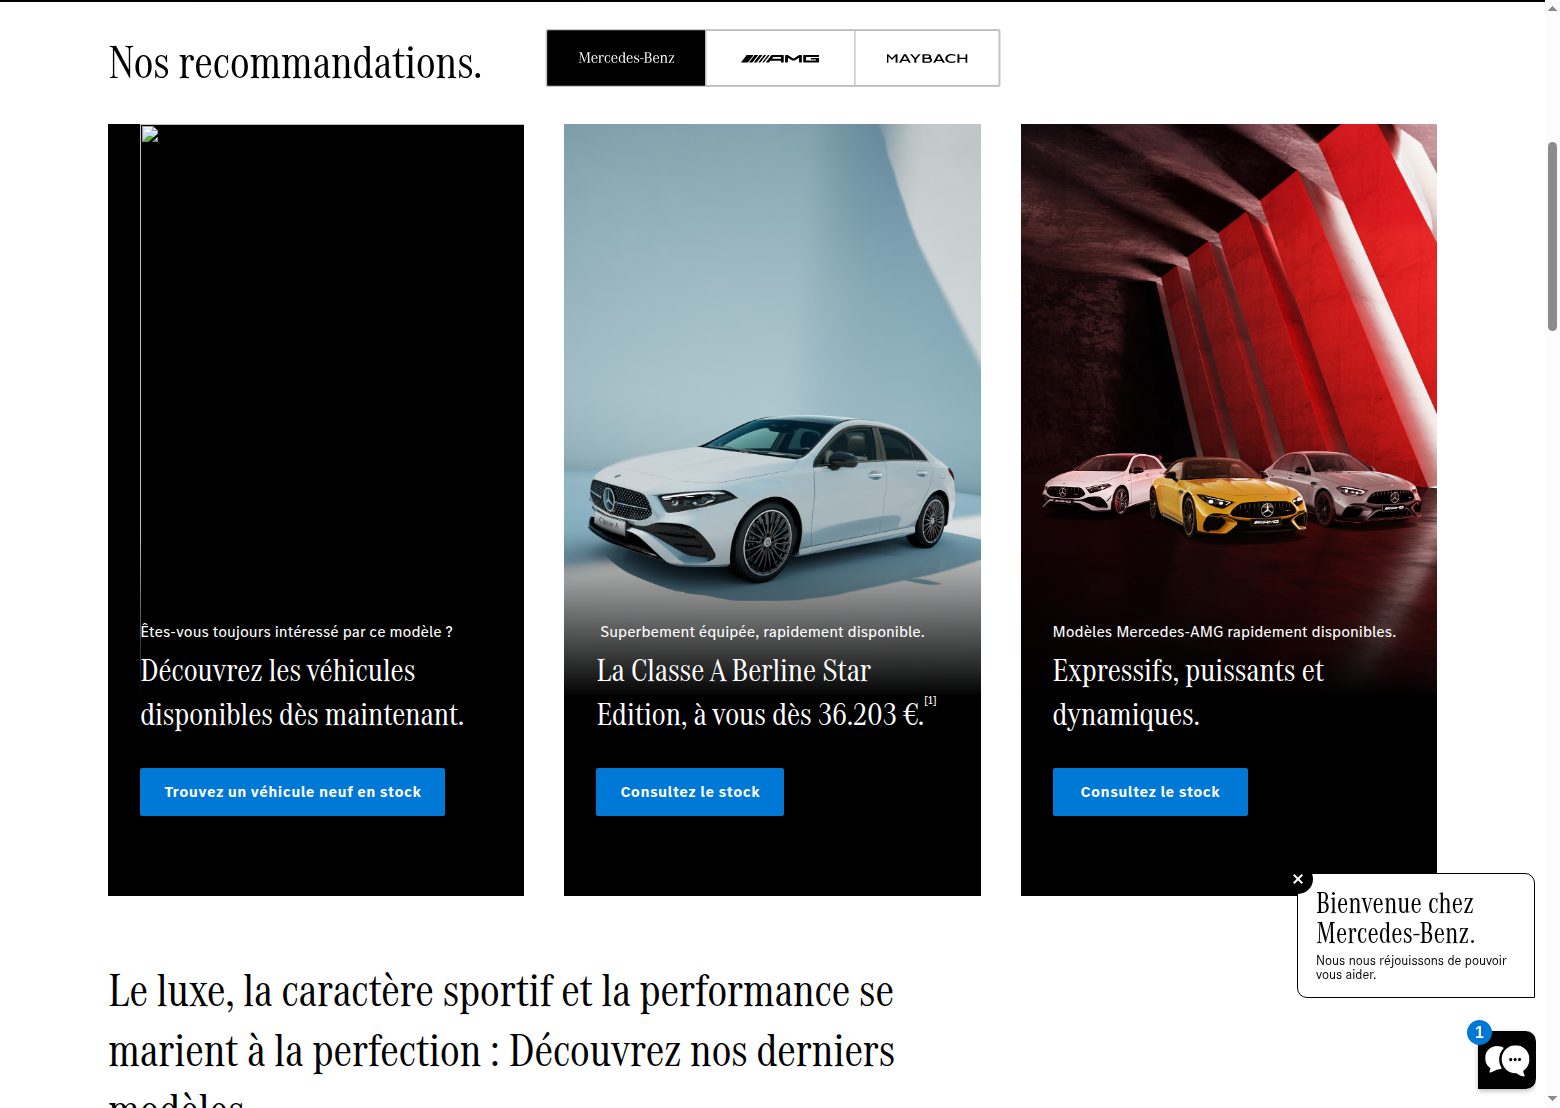 Nos recommandations.
Mercedes-Benz
AMG
MAYBACH
Êtes-vous toujours intéressé par ce modèle ?
Découvrez les véhicules
disponibles dès maintenant.
Trouvez un véhicule neuf en stock
Superbement équipée, rapidement disponible.
La Classe A Berline Star
Edition, à vous dès 36.203 €.[1]
Consultez le stock
Modèles Mercedes-AMG rapidement disponibles.
Expressifs, puissants et
dynamiques.
Consultez le stock
Bienvenue chez
Mercedes-Benz.
Nous nous réjouissons de pouvoir
vous aider.
1
Le luxe, la caractère sportif et la performance se
marient à la perfection : Découvrez nos derniers
modèles